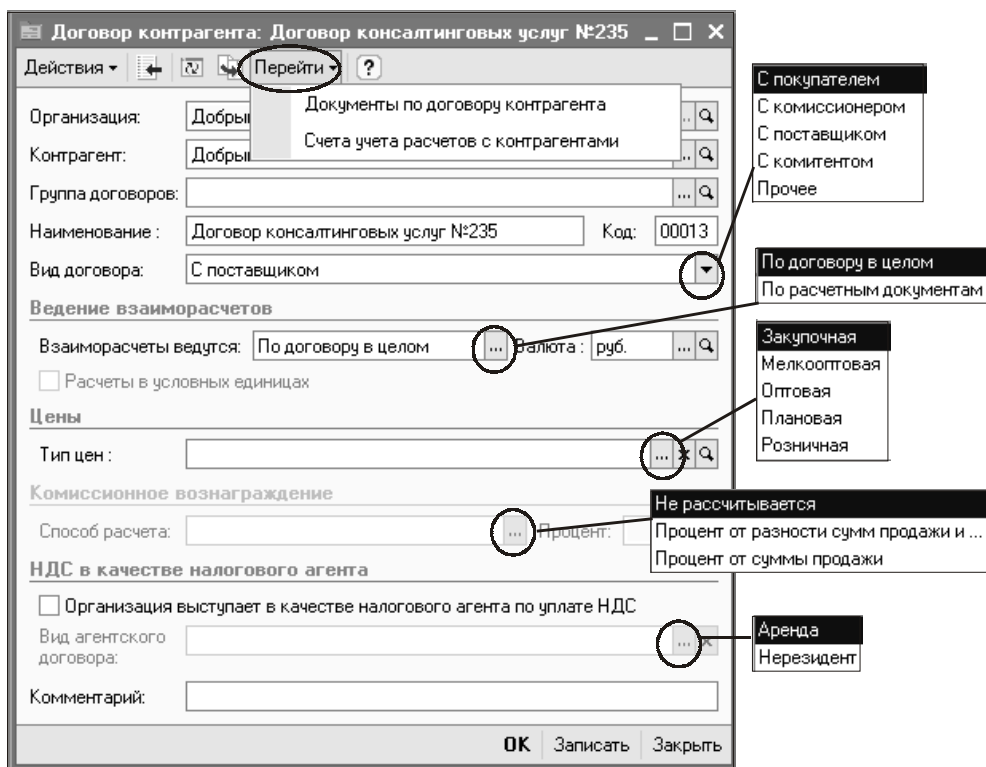 Договор контрагента: Договор консалтинговых услуг №235
Действия Перейти ?
Документы по договору контрагента
Счета учета расчетов с контрагентами
Организация:
Контрагент:
Группа договоров:
Наименование : Договор консалтинговых услуг №235 Код: 00013
Вид договора: С поставщиком
Ведение взаиморасчетов
Взаиморасчеты ведутся: По договору в целом ... Валюта : руб. ...
Расчеты в условных единицах
Цены
Тип цен : ...
Комиссионное вознаграждение
Способ расчета: ... Процент:
НДС в качестве налогового агента
Организация выступает в качестве налогового агента по уплате НДС
Вид агентского
договора: ...
Комментарий:
OK Записать Закрыть
С покупателем
С комиссионером
С поставщиком
С комитентом
Прочее
По договору в целом
По расчетным документам
Закупочная
Мелкооптовая
Оптовая
Плановая
Розничная
Не рассчитывается
Процент от разности сумм продажи и ...
Процент от суммы продажи
Аренда
Нерезидент